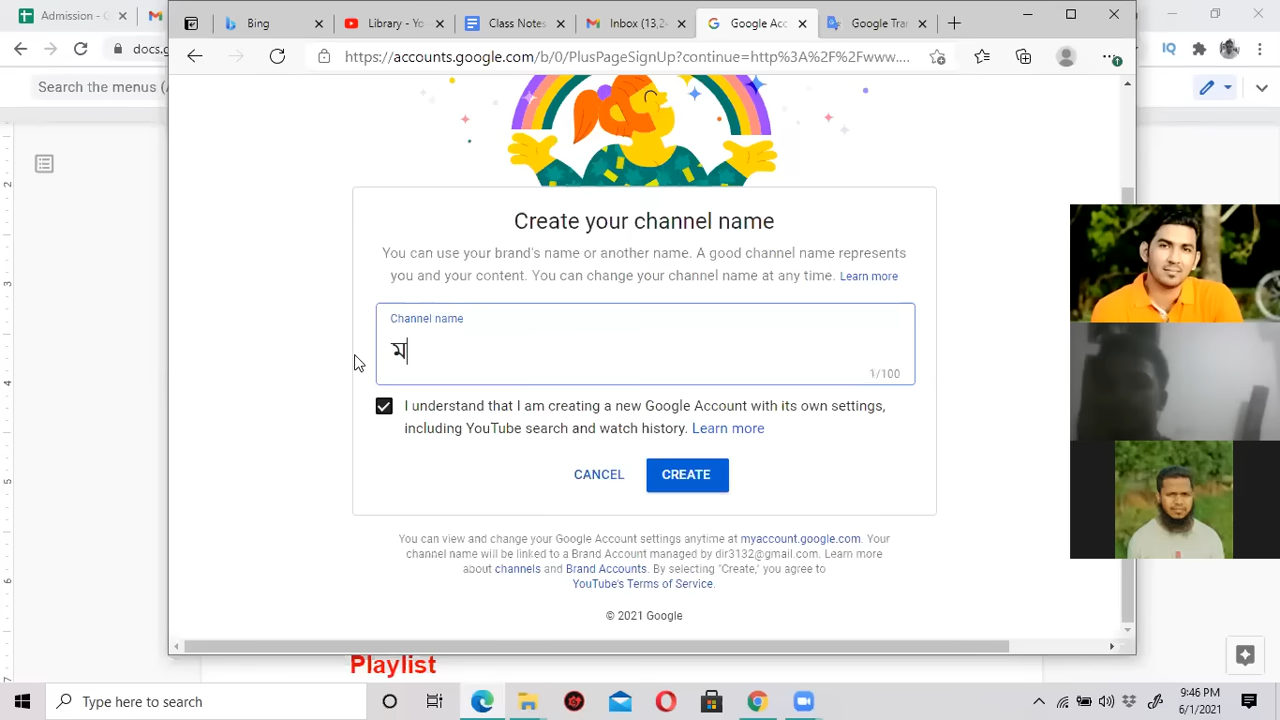 Admission - G
Bing
Library - Yo
Class Notes
Inbox (13,2
Google Acc
Google Tra
docs.g
https://accounts.google.com/b/0/PlusPageSignUp?continue=http%3A%2F%2Fwww....
Search the menus (A
Create your channel name
You can use your brand's name or another name. A good channel name represents
you and your content. You can change your channel name at any time. Learn more
Channel name
ম
1/100
I understand that I am creating a new Google Account with its own settings,
including YouTube search and watch history. Learn more
CANCEL
CREATE
You can view and change your Google Account settings anytime at myaccount.google.com. Your
channel name will be linked to a Brand Account managed by dir3132@gmail.com. Learn more
about channels and Brand Accounts. By selecting "Create," you agree to
YouTube's Terms of Service.
© 2021 Google
Playlist
Type here to search
9:46 PM
6/1/2021
2
3
4
5
6
7
IQ